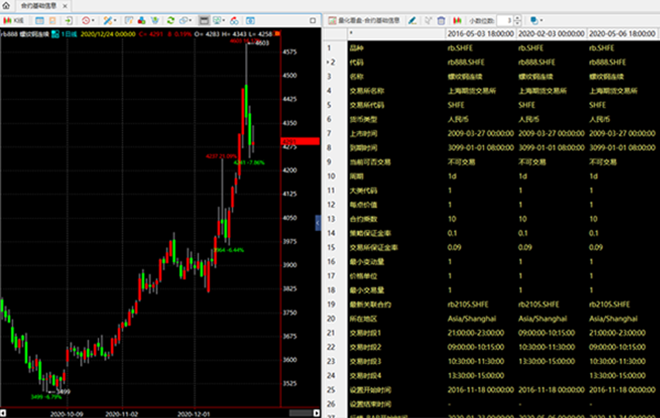 合约基础信息
K线
rb888 螺纹钢连续 1日线 2020/12/24 0:00:00 C= 4291 B 0.19% O= 4283 H= 4343 L= 4258
4603
4575
4500
4425
4350
4275
4200
4125
4050
3975
3900
3825
3750
3675
3600
3525
4237 21.08%
4241 -7.86%
3964 -6.44%
3499
3499 -6.79%
2020-10-09 2020-11-02 2020-12-01
量化最盘-合约基础信息 小数位数: 3
* 2016-05-03 18:00:00 2020-02-03 00:00:00 2020-05-06 18:00:00
1 品种 rb.SHFE rb.SHFE rb.SHFE
2 代码 rb888.SHFE rb888.SHFE rb888.SHFE
3 名称 螺纹钢连续 螺纹钢连续 螺纹钢连续
4 交易所名称 上海期货交易所 上海期货交易所 上海期货交易所
5 交易所代码 SHFE SHFE SHFE
6 货币类型 人民币 人民币 人民币
7 上市时间 2009-03-27 00:00:00 2009-03-27 00:00:00 2009-03-27 00:00:00
8 到期时间 3099-01-01 08:00:00 3099-01-01 08:00:00 3099-01-01 08:00:00
9 当前可否交易 不可交易 不可交易 不可交易
10 周期 1d 1d 1d
11 大类代码 1 1 1
12 每点价值 1 1 1
13 合约乘数 10 10 10
14 策略保证金率 0.1 0.1 0.1
15 交易所保证金率 0.09 0.09 0.09
16 最小变动量 1 1 1
17 价格单位 1 1 1
18 最小交易量 1 1 1
19 最新关联合约 rb2105.SHFE rb2105.SHFE rb2105.SHFE
20 所在地区 Asia/Shanghai Asia/Shanghai Asia/Shanghai
21 交易时段1 21:00:00-23:00:00 09:00:00-10:15:00 21:00:00-23:00:00
22 交易时段2 09:00:00-10:15:00 10:30:00-11:30:00 09:00:00-10:15:00
23 交易时段3 10:30:00-11:30:00 13:30:00-15:00:00 10:30:00-11:30:00
24 交易时段4 13:30:00-15:00:00 13:30:00-15:00:00
25 设置开始时间 2016-11-18 00:00:00 2016-11-18 00:00:00 2016-11-18 00:00:00
26 设置结束时间 - - -